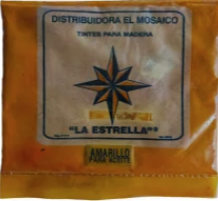 DISTRIBUIDORA EL MOSAICO
TINTES PARA MADERA
"LA ESTRELLA"
AMARILLO
PARA ACEITE